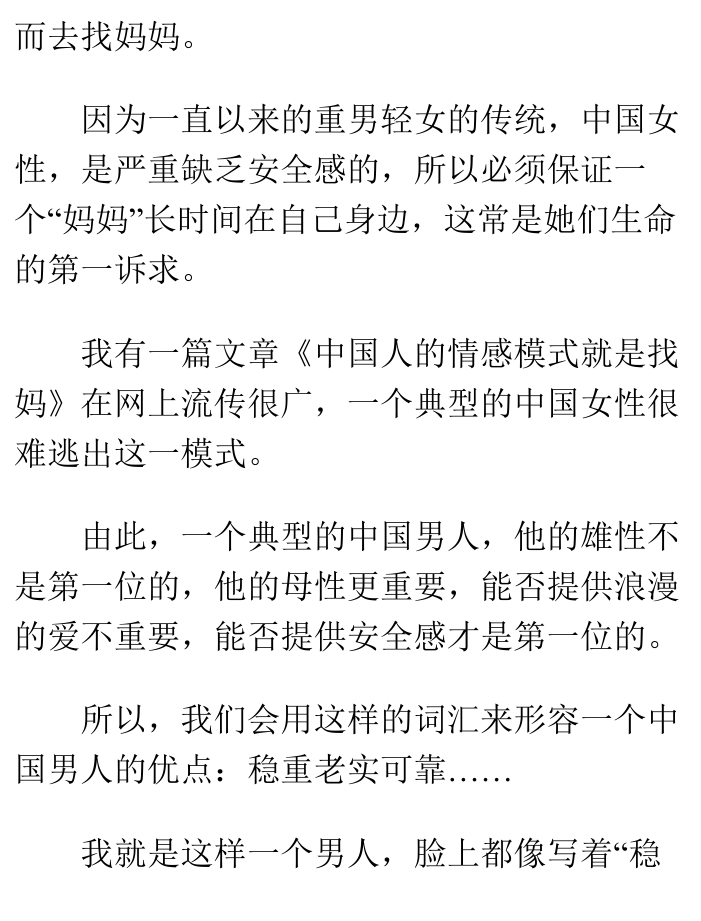 而去找妈妈。
因为一直以来的重男轻女的传统，中国女
性，是严重缺乏安全感的，所以必须保证一
个“妈妈”长时间在自己身边，这常是她们生命
的第一诉求。
我有一篇文章《中国人的情感模式就是找
妈》在网上流传很广，一个典型的中国女性很
难逃出这一模式。
由此，一个典型的中国男人，他的雄性不
是第一位的，他的母性更重要，能否提供浪漫
的爱不重要，能否提供安全感才是第一位的。
所以，我们会用这样的词汇来形容一个中
国男人的优点：稳重老实可靠……
我就是这样一个男人，脸上都像写着“稳